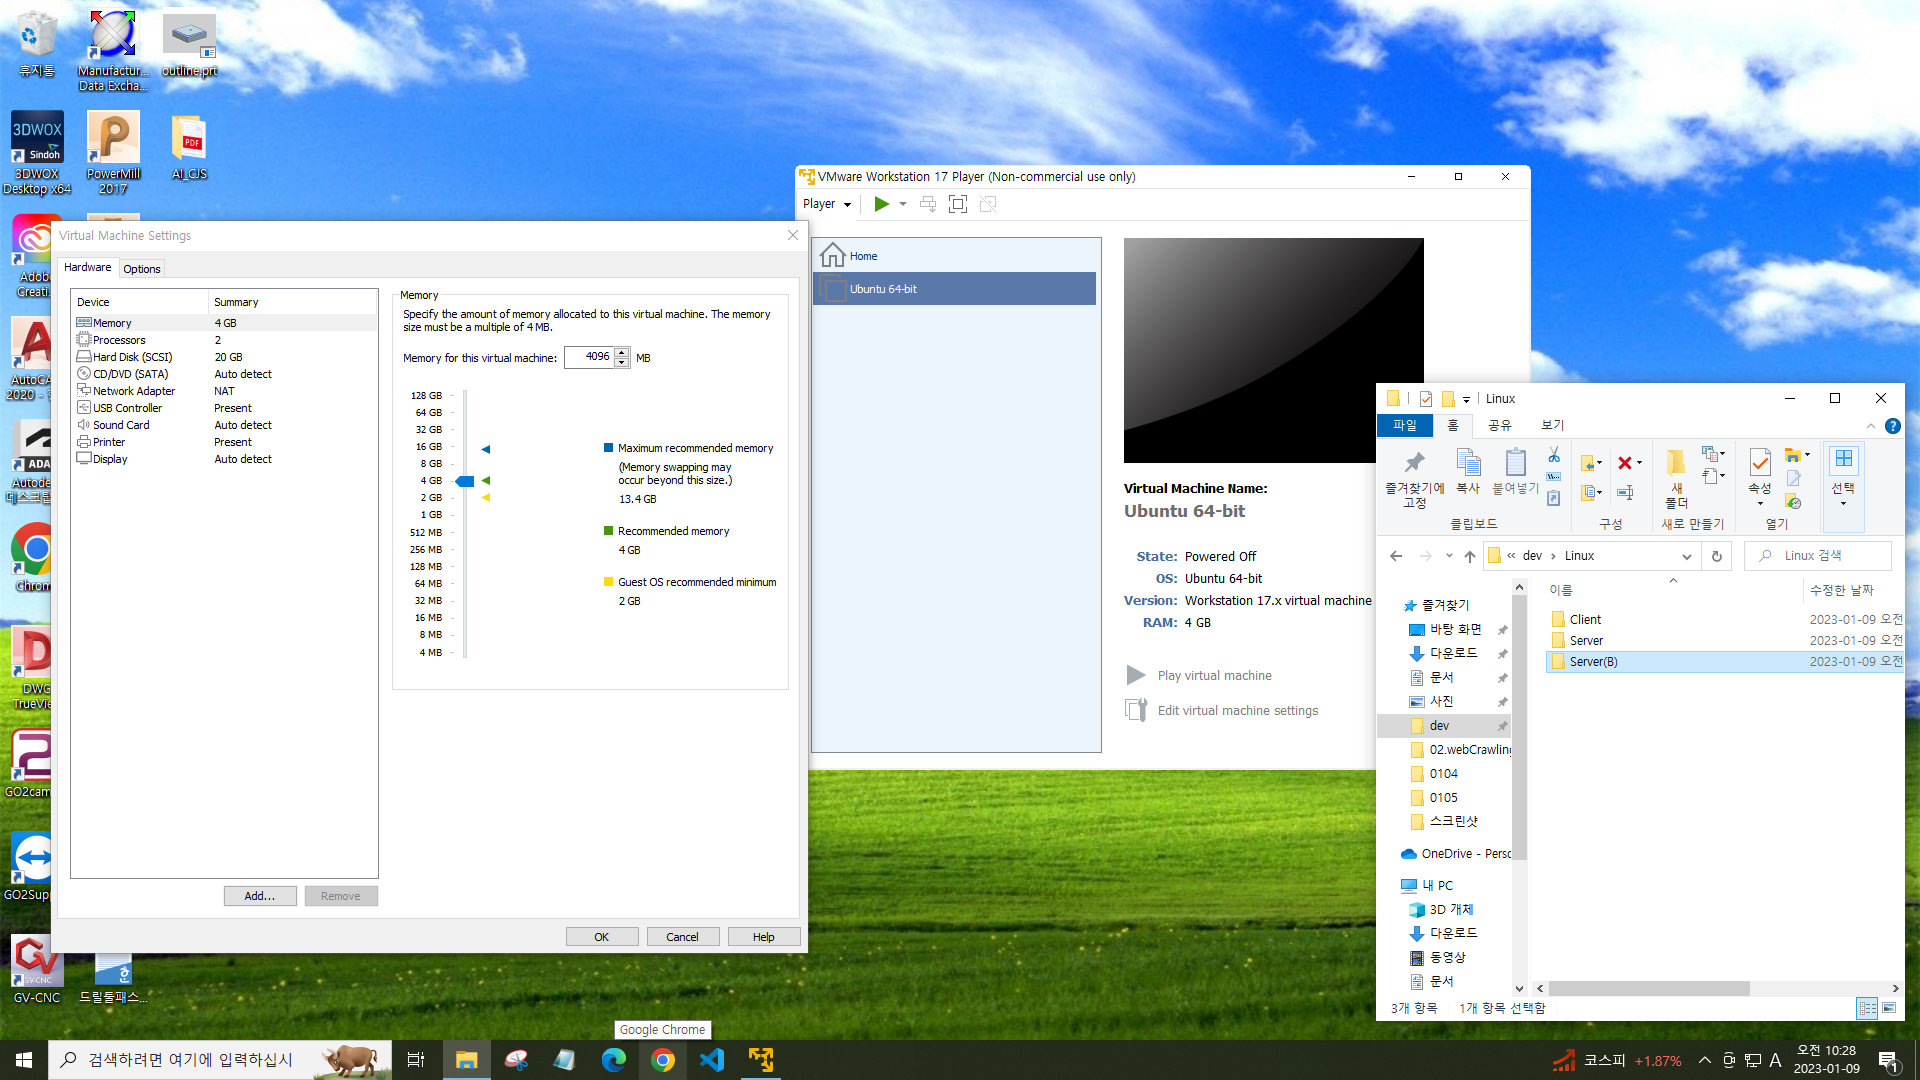 휴지통
Manufactur...
Data Excha...
outline.prt
3DWOX
Sindoh
3DWOX
Desktop x64
PowerMill
2017
PDF
AI_CJS
Adob
Creati.
AutoCA
2020 - 한
ADA
Autode
데스크탑
Chrom
DWG
TrueVie
GO2cam
GO2Supp
GV-CNC
GV-CNC
드릴툴패스...
Virtual Machine Settings
Hardware
Options
Device Summary
Memory 4 GB
Processors 2
Hard Disk (SCSI) 20 GB
CD/DVD (SATA) Auto detect
Network Adapter NAT
USB Controller Present
Sound Card Auto detect
Printer Present
Display Auto detect
Add...
Remove
Memory
Specify the amount of memory allocated to this virtual machine. The memory
size must be a multiple of 4 MB.
Memory for this virtual machine: 4096 MB
128 GB
64 GB
32 GB
16 GB
8 GB
4 GB
2 GB
1 GB
512 MB
256 MB
128 MB
64 MB
32 MB
16 MB
8 MB
4 MB
Maximum recommended memory
(Memory swapping may
occur beyond this size.)
13.4 GB
Recommended memory
4 GB
Guest OS recommended minimum
2 GB
OK
Cancel
Help
VMware Workstation 17 Player (Non-commercial use only)
Player
Home
Ubuntu 64-bit
Virtual Machine Name:
Ubuntu 64-bit
State: Powered Off
OS: Ubuntu 64-bit
Version: Workstation 17.x virtual machine
RAM: 4 GB
Play virtual machine
Edit virtual machine settings
Linux
파일
홈
공유
보기
즐겨찾기에
고정
복사
붙여넣기
클립보드
구성
새
폴더
새로 만들기
속성
열기
선택
« dev › Linux
Linux 검색
이름
수정한 날짜
Client 2023-01-09 오전
Server 2023-01-09 오전
Server(B) 2023-01-09 오전
즐겨찾기
바탕 화면
다운로드
문서
사진
dev
02.webCrawling
0104
0105
스크린샷
OneDrive - Perso
내 PC
3D 개체
다운로드
동영상
문서
3개 항목
1개 항목 선택함
Google Chrome
검색하려면 여기에 입력하십시
코스피 +1.87%
A
오전 10:28
2023-01-09
1